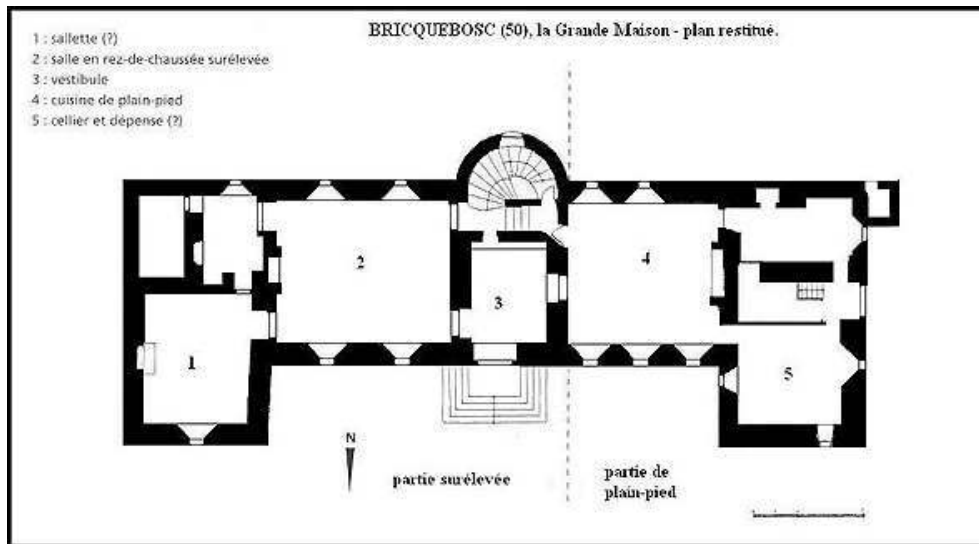 BRICQUEBOSC (50), la Grande Maison - plan restitué.
1 : sallette (?)
2 : salle en rez-de-chaussée surélevée
3 : vestibule
4 : cuisine de plain-pied
5 : cellier et dépense (?)
2
4
3
1
5
N
partie surélevée
partie de
plain-pied